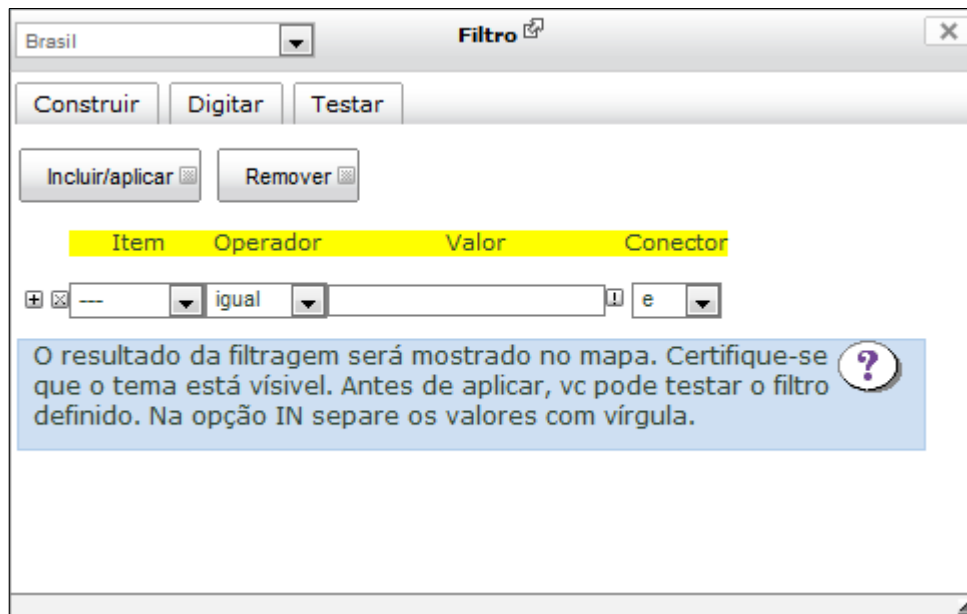 Brasil Filtro
Construir Digitar Testar
Incluir/aplicar Remover
Item Operador Valor Conector
--- igual ! e
O resultado da filtragem será mostrado no mapa. Certifique-se
que o tema está vísivel. Antes de aplicar, vc pode testar o filtro
definido. Na opção IN separe os valores com vírgula.
?